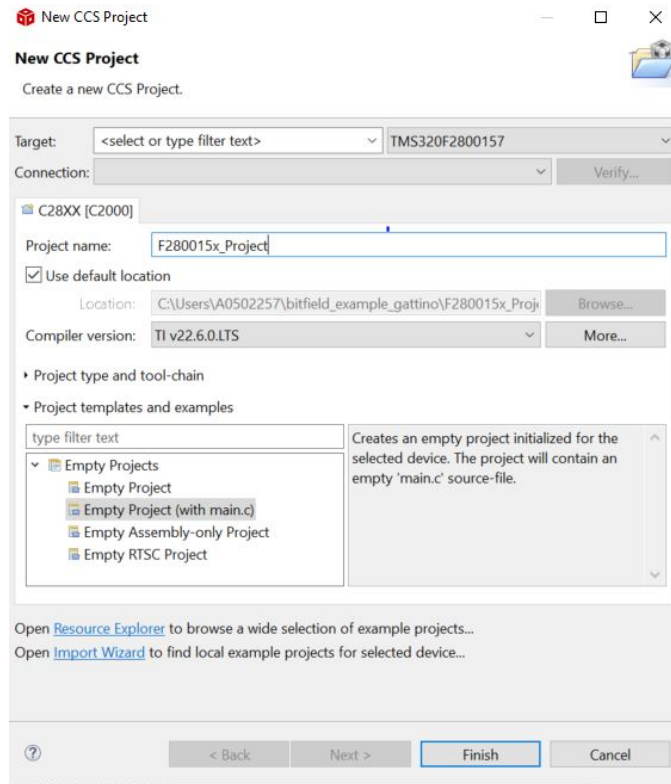 New CCS Project
New CCS Project
Create a new CCS Project.
Target: <select or type filter text> TMS320F2800157
Connection: Verify...
C28XX [C2000]
Project name: F280015x_Project
Use default location
Location: C:\Users\A0502257\bitfield_example_gattino\F280015x_Proj Browse...
Compiler version: TI v22.6.0.LTS More...
Project type and tool-chain
Project templates and examples
type filter text
Empty Projects
Empty Project
Empty Project (with main.c)
Empty Assembly-only Project
Empty RTSC Project
Creates an empty project initialized for the
selected device. The project will contain an
empty 'main.c' source-file.
Open Resource Explorer to browse a wide selection of example projects...
Open Import Wizard to find local example projects for selected device...
? < Back Next > Finish Cancel